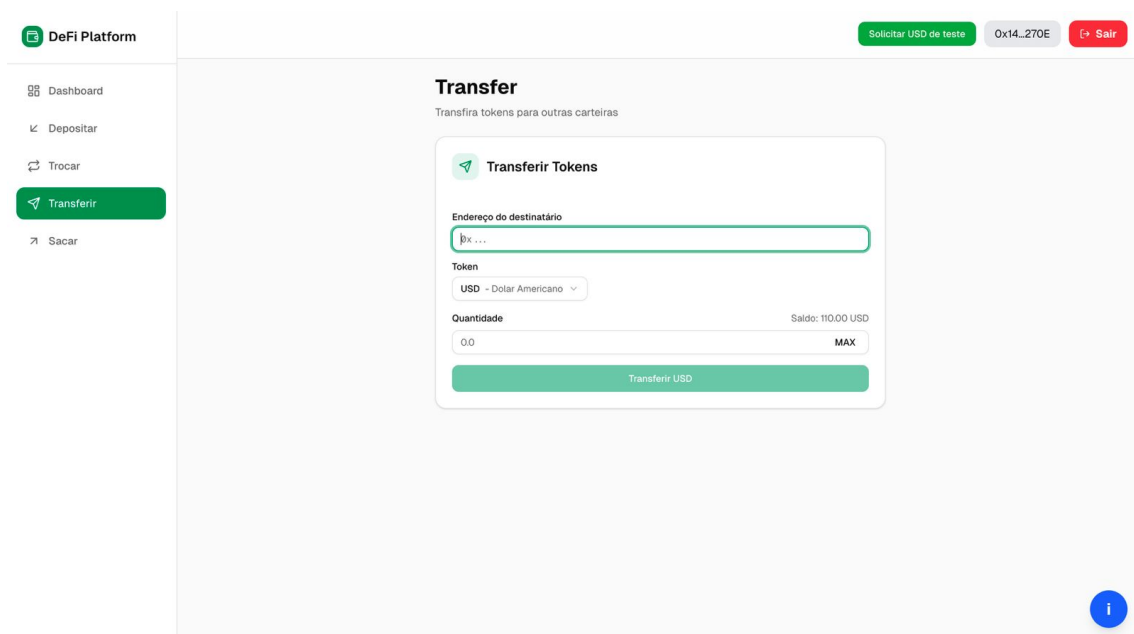 DeFi Platform
Solicitar USD de teste
0x14...270E
Sair
Dashboard
Depositar
Trocar
Transferir
Sacar
Transfer
Transfira tokens para outras carteiras
Transferir Tokens
Endereço do destinatário
0x ...
Token
USD - Dolar Americano
Quantidade Saldo: 110.00 USD
0.0 MAX
Transferir USD
i